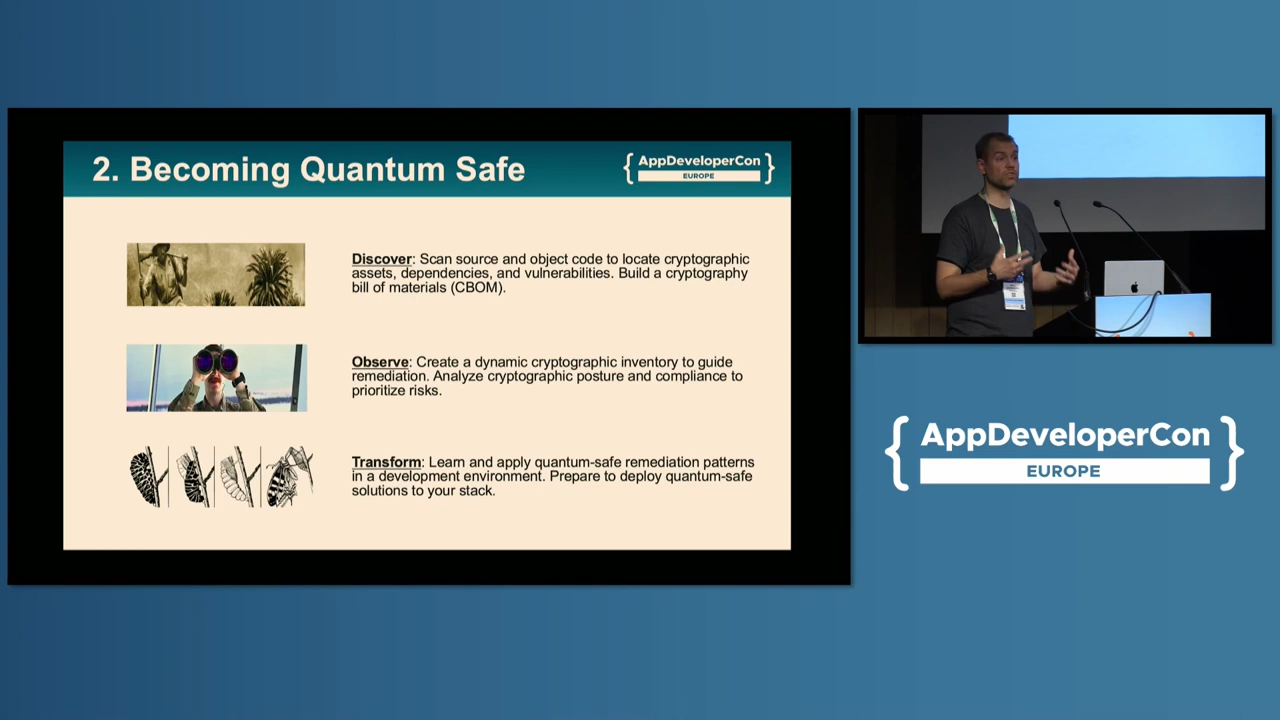 2. Becoming Quantum Safe
{ AppDeveloperCon }
EUROPE
Discover: Scan source and object code to locate cryptographic
assets, dependencies, and vulnerabilities. Build a cryptography
bill of materials (CBOM).
Observe: Create a dynamic cryptographic inventory to guide
remediation. Analyze cryptographic posture and compliance to
prioritize risks.
Transform: Learn and apply quantum-safe remediation patterns
in a development environment. Prepare to deploy quantum-safe
solutions to your stack.
{ AppDeveloperCon }
EUROPE